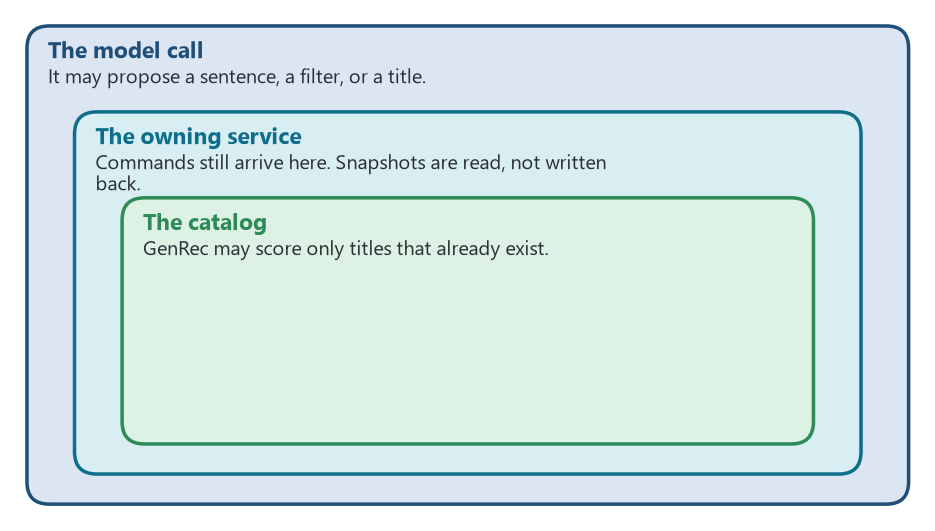 The model call
It may propose a sentence, a filter, or a title.
The owning service
Commands still arrive here. Snapshots are read, not written
back.
The catalog
GenRec may score only titles that already exist.